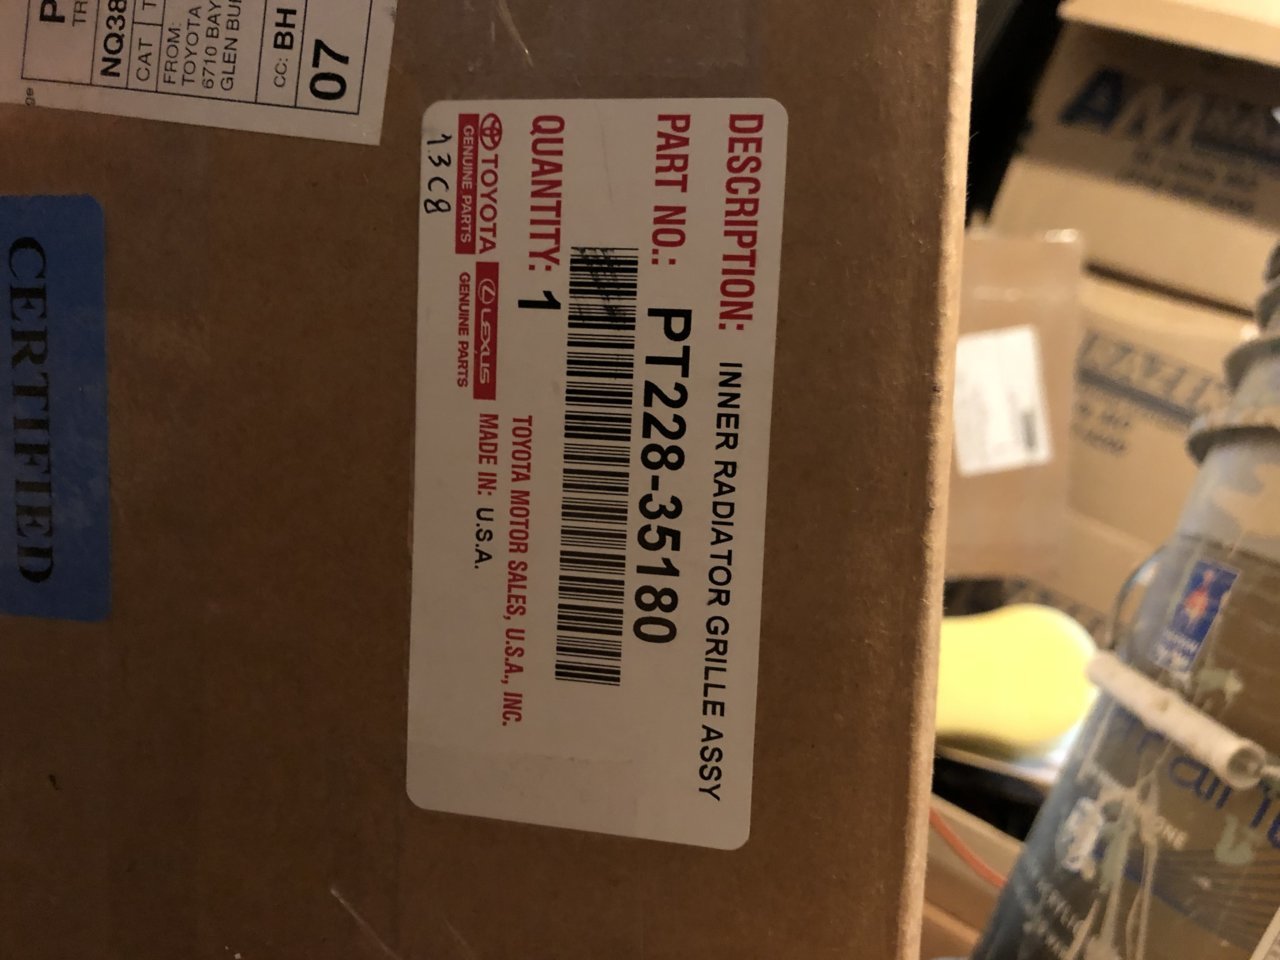 DESCRIPTION: INNER RADIATOR GRILLE ASSY
PART NO.: PT228-35180
QUANTITY: 1
TOYOTA MOTOR SALES, U.S.A., INC.
MADE IN: U.S.A.
TOYOTA
GENUINE PARTS
LEXUS
GENUINE PARTS
13C8
CERTIFIED
NQ38
CAT
FROM:
TOYOTA
6710 BAY
GLEN BU
CC: BH
07